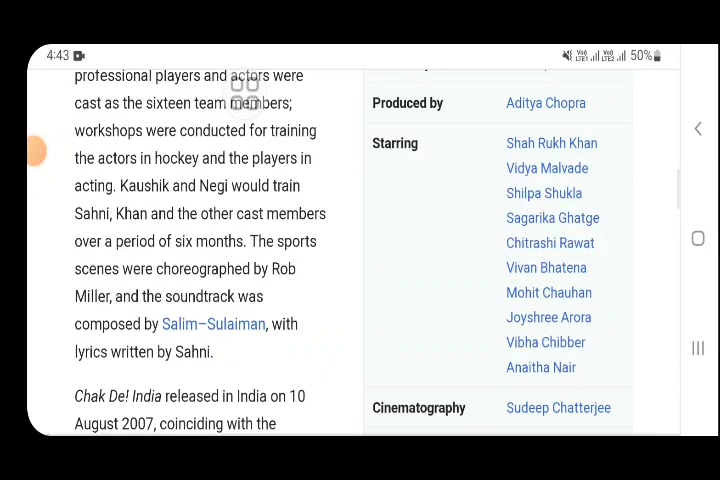 4:43
Vo) LTE1 Vo) LTE2 50%
professional players and actors were
cast as the sixteen team members;
workshops were conducted for training
the actors in hockey and the players in
acting. Kaushik and Negi would train
Sahni, Khan and the other cast members
over a period of six months. The sports
scenes were choreographed by Rob
Miller, and the soundtrack was
composed by Salim–Sulaiman, with
lyrics written by Sahni.
Chak De! India released in India on 10
August 2007, coinciding with the
Produced by Aditya Chopra
Starring Shah Rukh Khan
Vidya Malvade
Shilpa Shukla
Sagarika Ghatge
Chitrashi Rawat
Vivan Bhatena
Mohit Chauhan
Joyshree Arora
Vibha Chibber
Anaitha Nair
Cinematography Sudeep Chatterjee